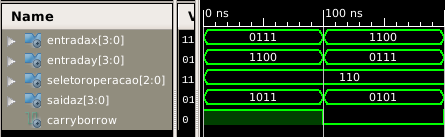 Name V 0 ns 100 ns
entradax[3:0] 11 0111 1100
entraday[3:0] 01 1100 0111
seletoroperacao[2:0] 11 110
saidaz[3:0] 01 1011 0101
carryborrow 0